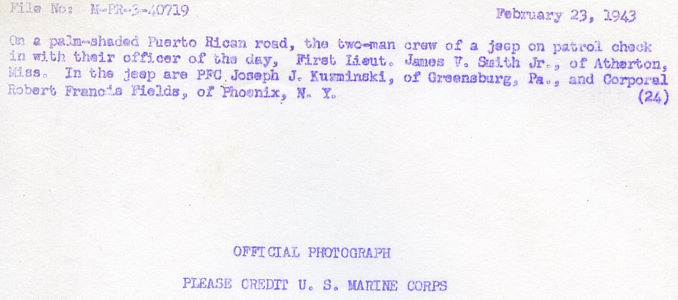 File No: M-PR-3-40719
February 23, 1943
On a palm-shaded Puerto Rican road, the two-man crew of a jeep on patrol check
in with their officer of the day, First Lieut. James V. Smith Jr., of Atherton,
Miss. In the jeep are PFC Joseph J. Kuzminski, of Greensburg, Pa., and Corporal
Robert Francis Fields, of Phoenix, N. Y.
(24)
OFFICIAL PHOTOGRAPH
PLEASE CREDIT U. S. MARINE CORPS